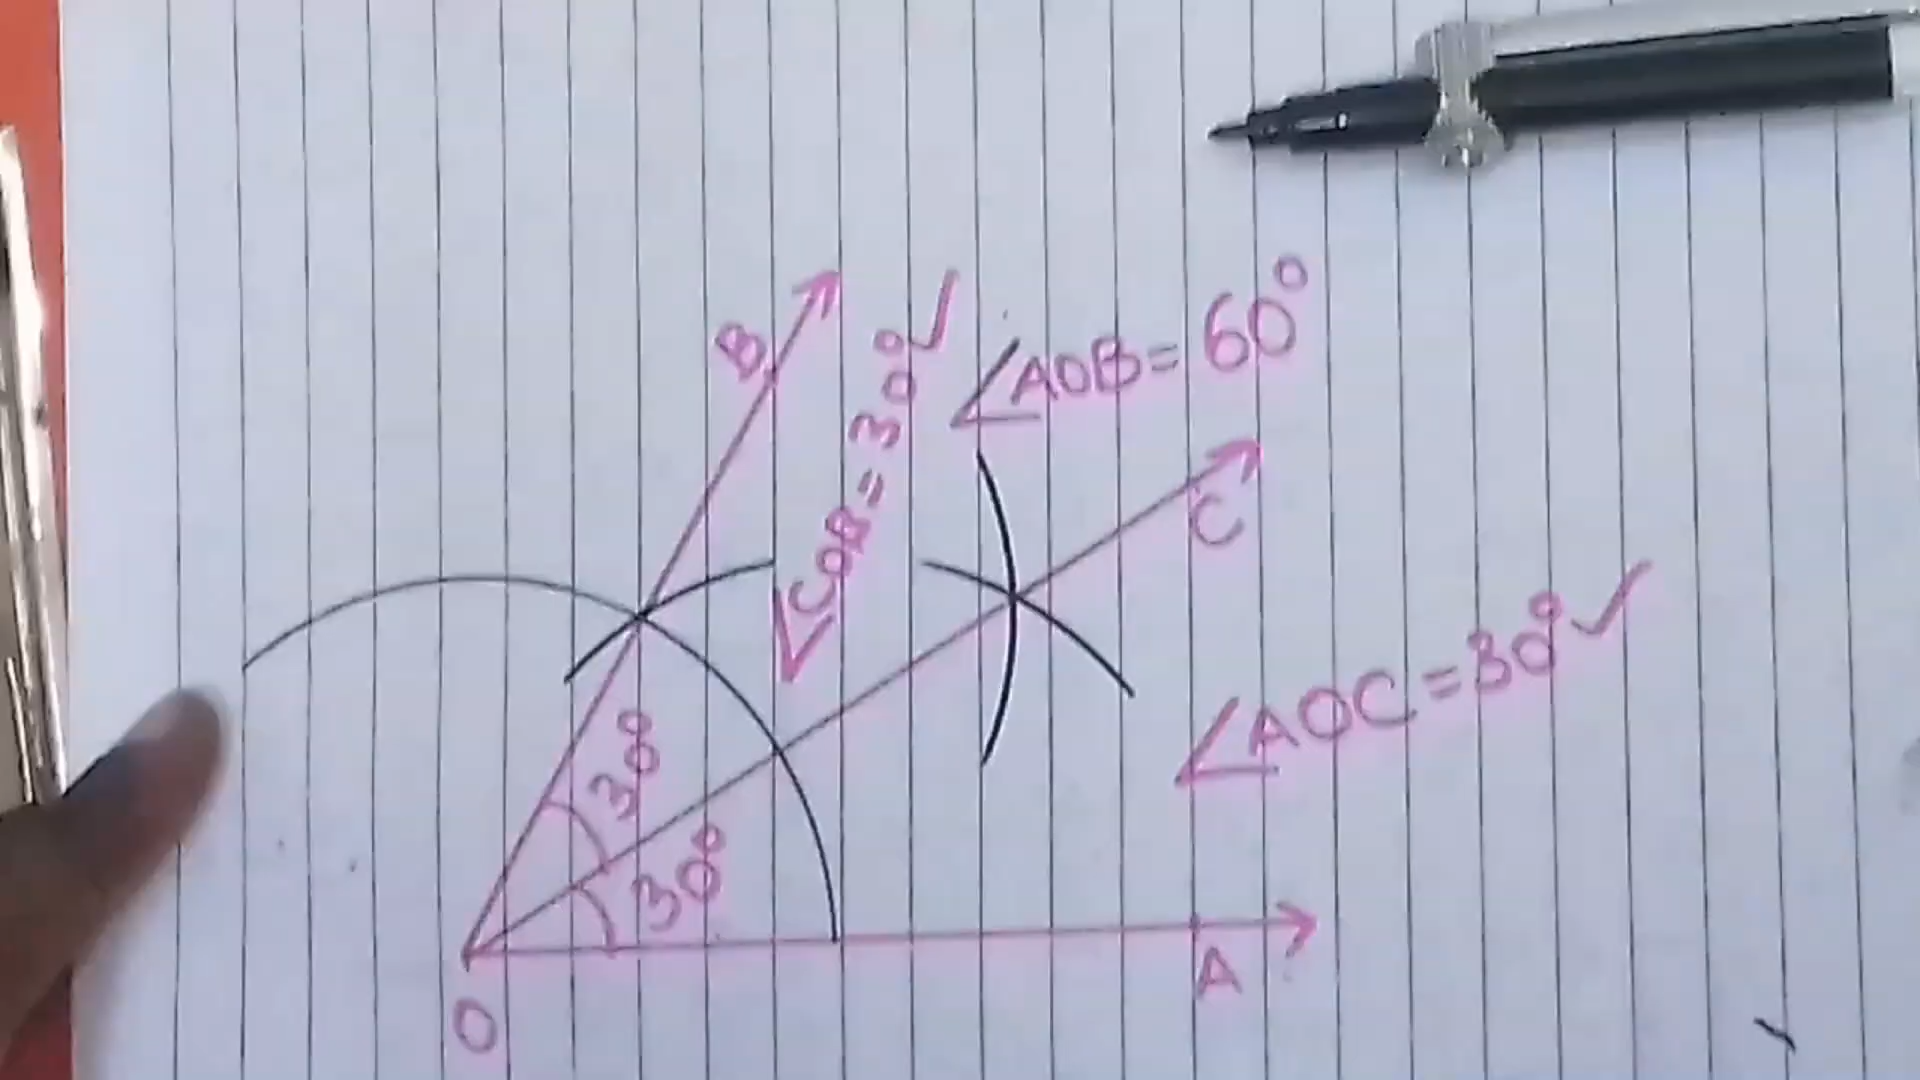 B
∠COB = 30° ✓
∠AOB = 60°
C
∠AOC = 30° ✓
30°
30°
A
O